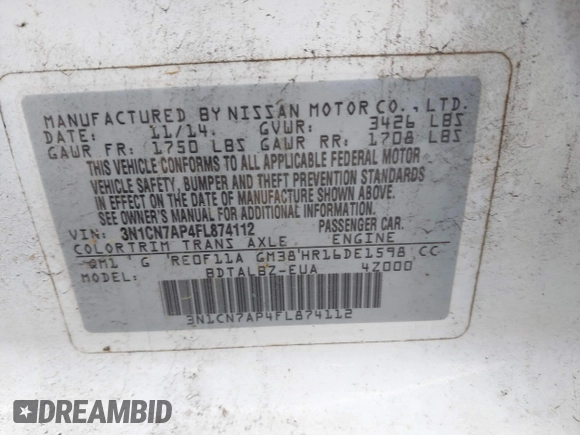 MANUFACTURED BY NISSAN MOTOR CO., LTD.
DATE: 11/14. GVWR: 3426 LBS
GAWR FR: 1750 LBS GAWR RR: 1708 LBS
THIS VEHICLE CONFORMS TO ALL APPLICABLE FEDERAL MOTOR
VEHICLE SAFETY, BUMPER AND THEFT PREVENTION STANDARDS
IN EFFECT ON THE DATE OF MANUFACTURE SHOWN ABOVE.
SEE OWNER'S MANUAL FOR ADDITIONAL INFORMATION.
VIN: 3N1CN7AP4FL874112 PASSENGER CAR.
COLORTRIM TRANS AXLE ENGINE
QM1 G RE0F11A GM38 HR16DE1598 CC
MODEL: BDTALBZ-EUA 4Z000
3N1CN7AP4FL874112
DREAMBID